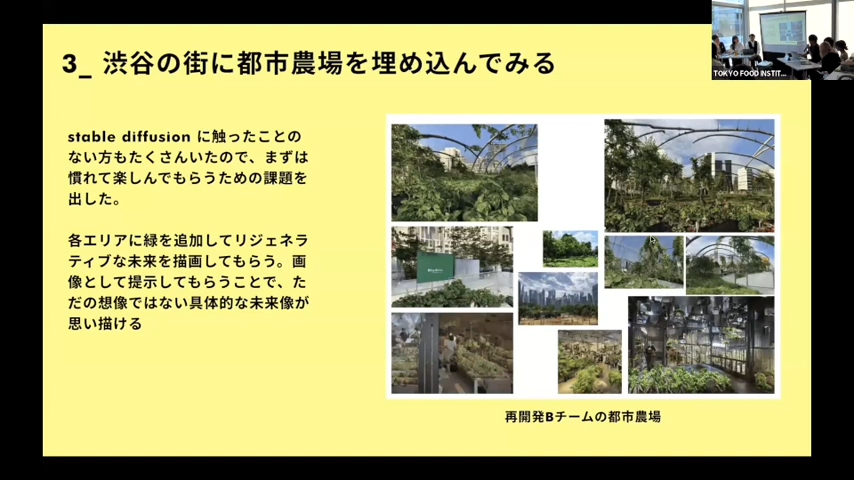 3_ 渋谷の街に都市農場を埋め込んでみる
stable diffusion に触ったことの
ない方もたくさんいたので、まずは
慣れて楽しんでもらうための課題を
出した。
各エリアに緑を追加してリジェネラ
ティブな未来を描画してもらう。画
像として提示してもらうことで、た
だの想像ではない具体的な未来像が
思い描ける
再開発Bチームの都市農場
TOKYO FOOD INSTIT...